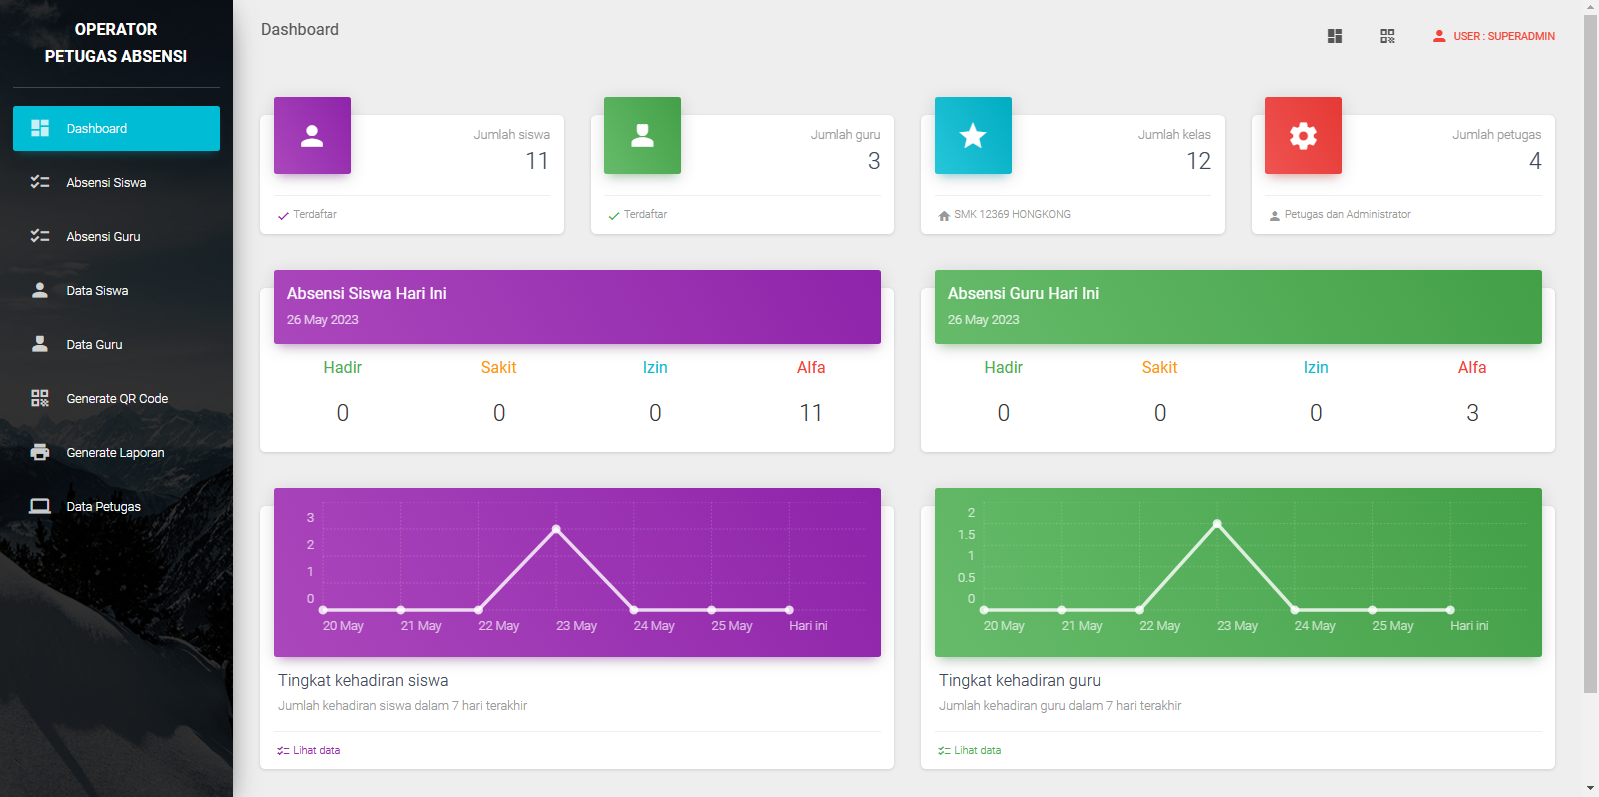 OPERATOR
PETUGAS ABSENSI
Dashboard
Absensi Siswa
Absensi Guru
Data Siswa
Data Guru
Generate QR Code
Generate Laporan
Data Petugas
Dashboard
USER : SUPERADMIN
Jumlah siswa
11
Terdaftar
Jumlah guru
3
Terdaftar
Jumlah kelas
12
SMK 12369 HONGKONG
Jumlah petugas
4
Petugas dan Administrator
Absensi Siswa Hari Ini
26 May 2023
Hadir Sakit Izin Alfa
0 0 0 11
Absensi Guru Hari Ini
26 May 2023
Hadir Sakit Izin Alfa
0 0 0 3
3
2
1
0
20 May 21 May 22 May 23 May 24 May 25 May Hari ini
Tingkat kehadiran siswa
Jumlah kehadiran siswa dalam 7 hari terakhir
Lihat data
2
1.5
1
0.5
0
20 May 21 May 22 May 23 May 24 May 25 May Hari ini
Tingkat kehadiran guru
Jumlah kehadiran guru dalam 7 hari terakhir
Lihat data